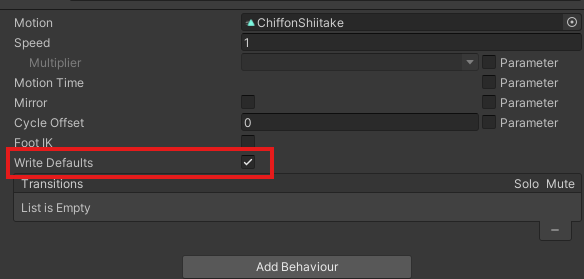 Motion ChiffonShiitake
Speed 1
Multiplier Parameter
Motion Time Parameter
Mirror Parameter
Cycle Offset 0 Parameter
Foot IK
Write Defaults
Transitions Solo Mute
List is Empty
Add Behaviour